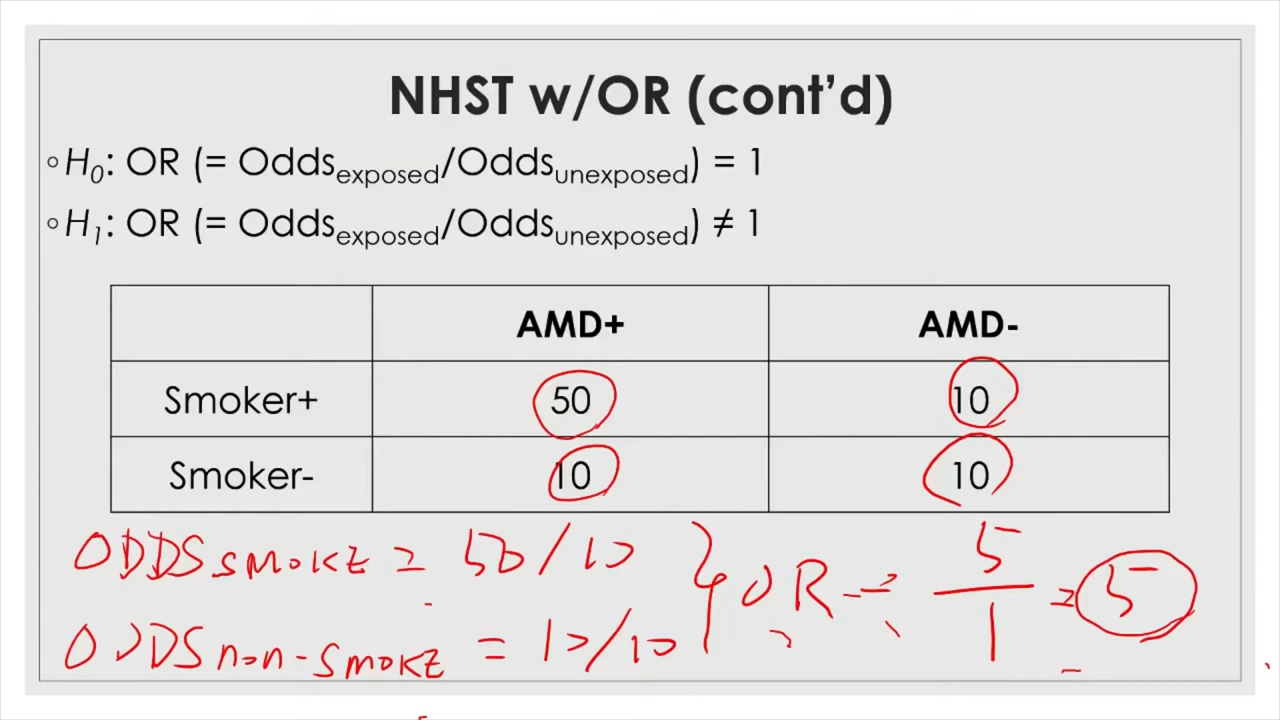 NHST w/OR (cont'd)
◦H0: OR (= Oddsexposed/Oddsunexposed) = 1
◦H1: OR (= Oddsexposed/Oddsunexposed) ≠ 1
AMD+ AMD-
Smoker+ 50 10
Smoker- 10 10
ODDS SMOKE = 50/10
ODDS non-SMOKE = 10/10
} OR = 5/1 = 5